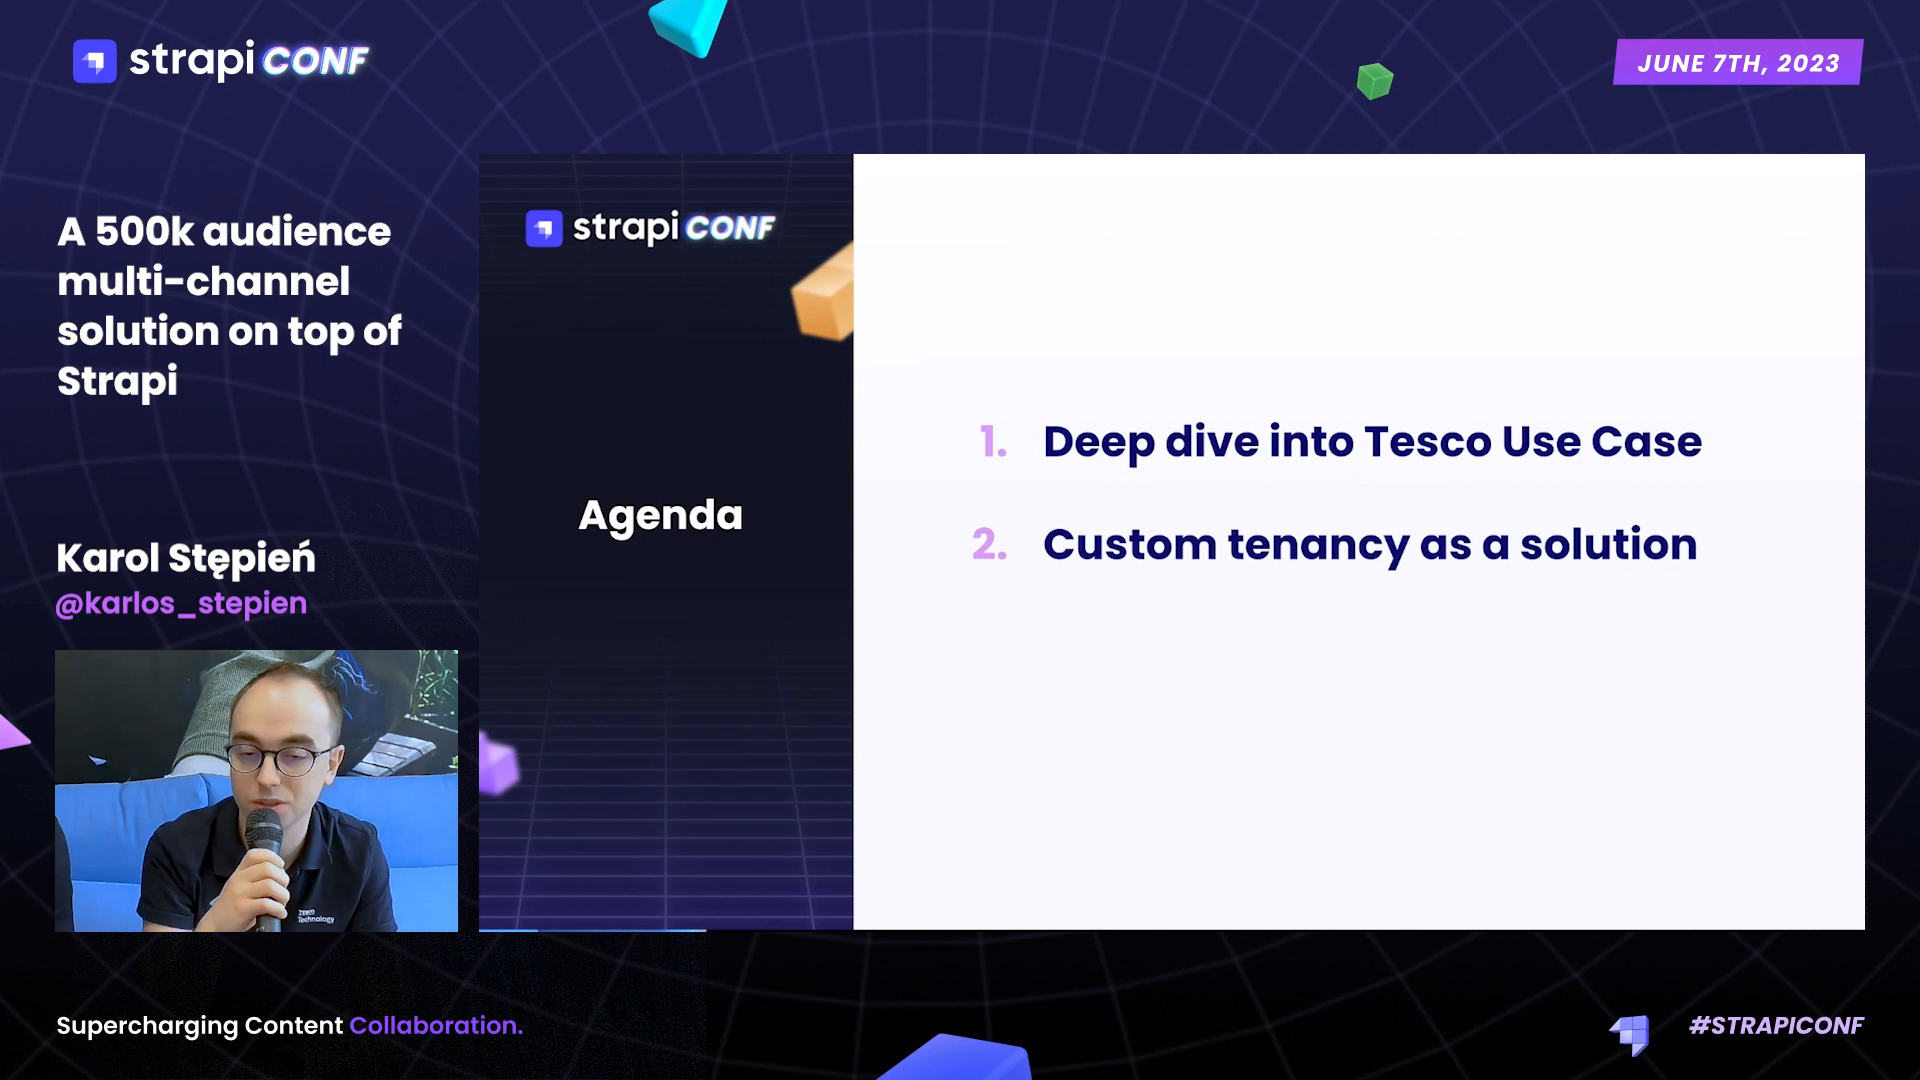 strapi CONF
JUNE 7TH, 2023
A 500k audience
multi-channel
solution on top of
Strapi
Karol Stępień
@karlos_stepien
strapi CONF
Agenda
1. Deep dive into Tesco Use Case
2. Custom tenancy as a solution
Technology
Supercharging Content Collaboration.
#STRAPICONF